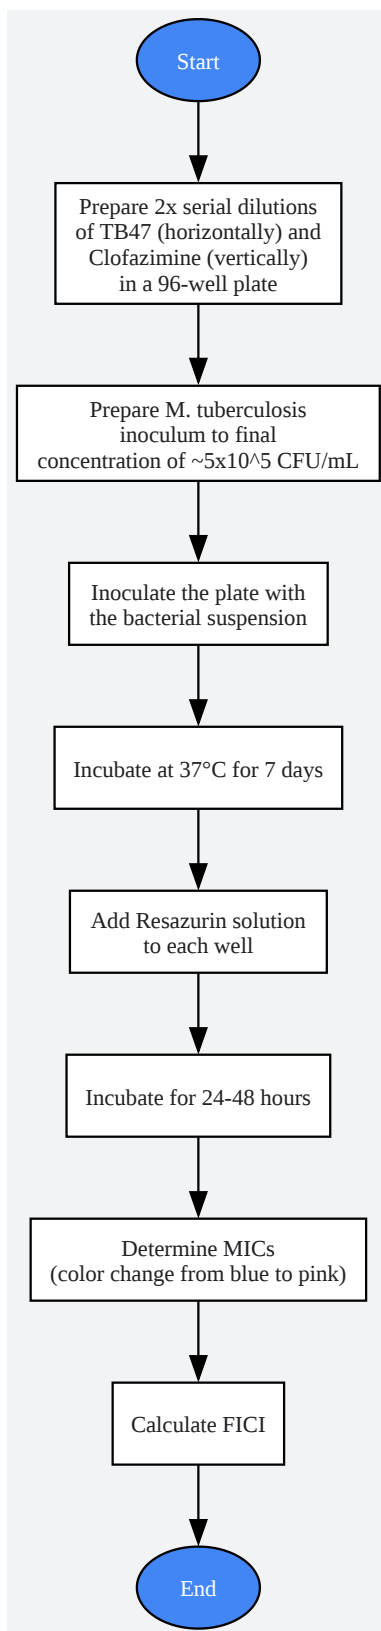 Start
Prepare 2x serial dilutions
of TB47 (horizontally) and
Clofazimine (vertically)
in a 96-well plate
Prepare M. tuberculosis
inoculum to final
concentration of ~5x10^5 CFU/mL
Inoculate the plate with
the bacterial suspension
Incubate at 37°C for 7 days
Add Resazurin solution
to each well
Incubate for 24-48 hours
Determine MICs
(color change from blue to pink)
Calculate FICI
End